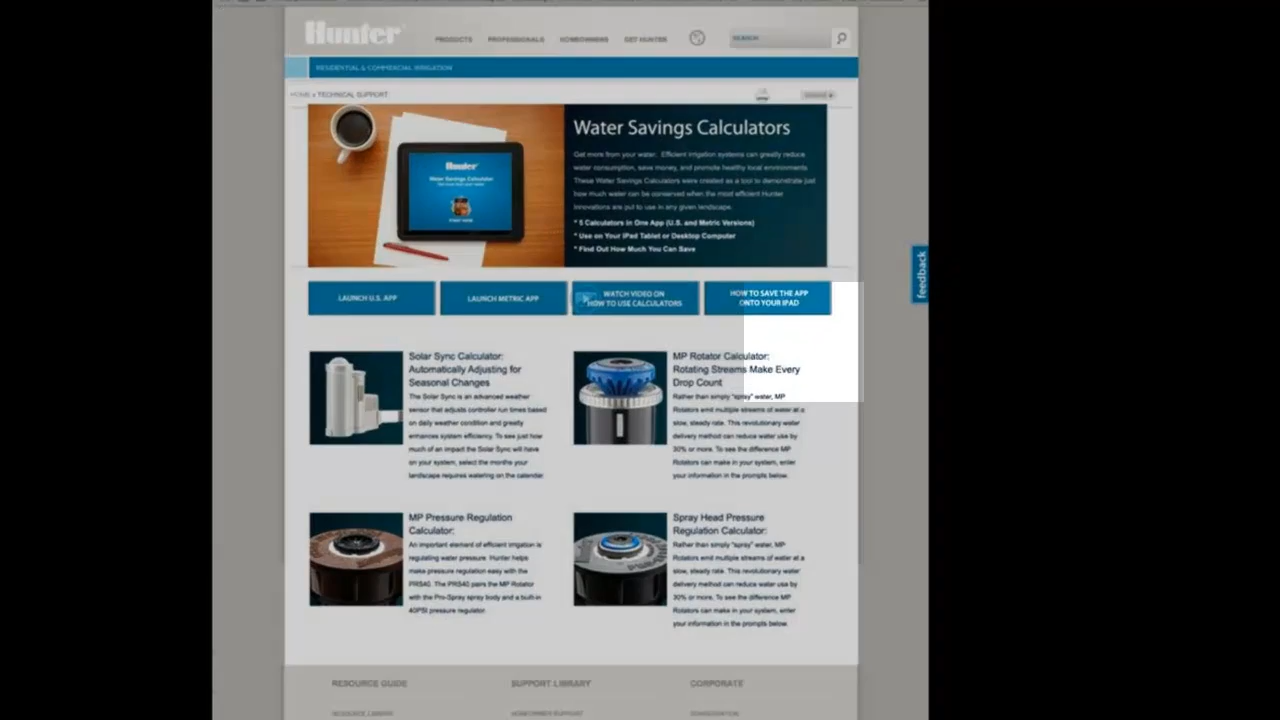 Hunter
PRODUCTS PROFESSIONALS HOMEOWNERS GET HUNTER SEARCH
RESIDENTIAL & COMMERCIAL IRRIGATION
HOME » TECHNICAL SUPPORT
Water Savings Calculators
Get more from your water. Efficient irrigation systems can greatly reduce
water consumption, save money, and promote healthy local environments
These Water Savings Calculators were created as a tool to demonstrate just
how much water can be conserved when the most efficient Hunter
innovations are put to use in any given landscape.
* 5 Calculators in One App (U.S. and Metric Versions)
* Use on Your iPad Tablet or Desktop Computer
* Find Out How Much You Can Save
Hunter
Water Savings Calculator
feedback
LAUNCH U.S. APP
LAUNCH METRIC APP
WATCH VIDEO ON
HOW TO USE CALCULATORS
HOW TO SAVE THE APP
ONTO YOUR IPAD
Solar Sync Calculator:
Automatically Adjusting for
Seasonal Changes
The Solar Sync is an advanced weather
sensor that adjusts controller run times based
on daily weather condition and greatly
enhances system efficiency. To see just how
much of an impact the Solar Sync will have
on your system, select the months your
landscape requires watering on the calendar.
MP Rotator Calculator:
Rotating Streams Make Every
Drop Count
Rather than simply "spray" water, MP
Rotators emit multiple streams of water at a
slow, steady rate. This revolutionary water
delivery method can reduce water use by
30% or more. To see the difference MP
Rotators can make in your system, enter
your information in the prompts below.
MP Pressure Regulation
Calculator:
An important element of efficient irrigation is
regulating water pressure. Hunter helps
make pressure regulation easy with the
PRS40. The PRS40 pairs the MP Rotator
with the Pro-Spray spray body and a built-in
40PSI pressure regulator.
Spray Head Pressure
Regulation Calculator:
Rather than simply "spray" water, MP
Rotators emit multiple streams of water at a
slow, steady rate. This revolutionary water
delivery method can reduce water use by
30% or more. To see the difference MP
Rotators can make in your system, enter
your information in the prompts below.
RESOURCE GUIDE
SUPPORT LIBRARY
CORPORATE
RESOURCE LIBRARY
HOMEOWNER SUPPORT